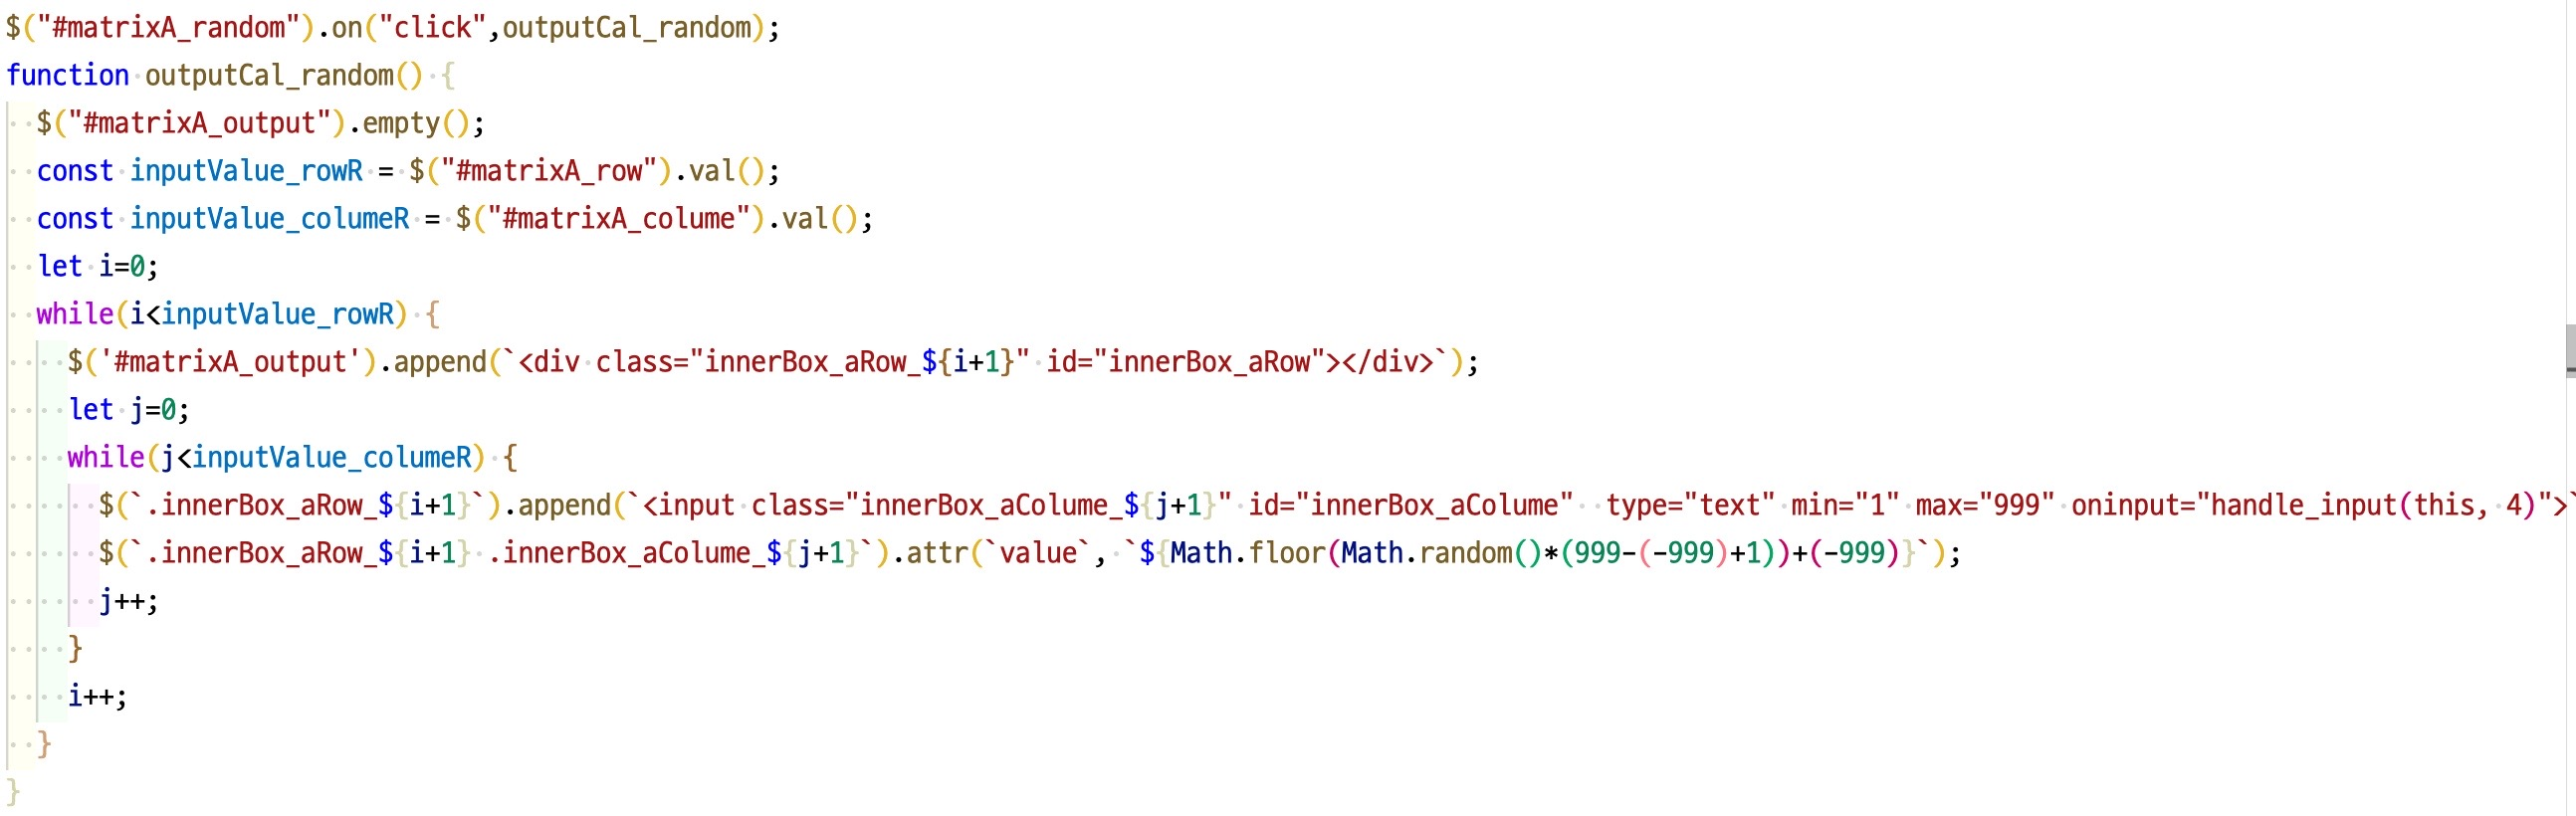 $("#matrixA_random").on("click",outputCal_random);
function outputCal_random() {
  $("#matrixA_output").empty();
  const inputValue_rowR = $("#matrixA_row").val();
  const inputValue_columeR = $("#matrixA_colume").val();
  let i=0;
  while(i<inputValue_rowR) {
    $('#matrixA_output').append(`<div class="innerBox_aRow_${i+1}" id="innerBox_aRow"></div>`);
    let j=0;
    while(j<inputValue_columeR) {
      $(`.innerBox_aRow_${i+1}`).append(`<input class="innerBox_aColume_${j+1}" id="innerBox_aColume"  type="text" min="1" max="999" oninput="handle_input(this, 4)">`
      $(`.innerBox_aRow_${i+1} .innerBox_aColume_${j+1}`).attr(`value`, `${Math.floor(Math.random()*(999-(-999)+1))+(-999)}`);
      j++;
    }
    i++;
  }
}